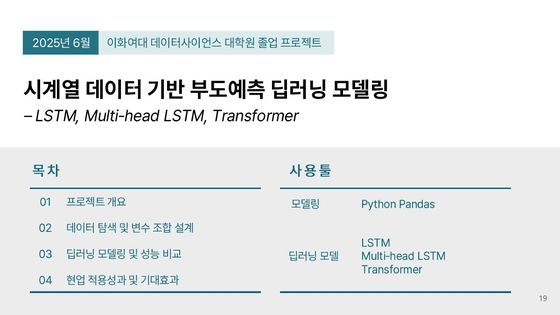 2025년 6월 이화여대 데이터사이언스 대학원 졸업 프로젝트
시계열 데이터 기반 부도예측 딥러닝 모델링
– LSTM, Multi-head LSTM, Transformer
목차
01 프로젝트 개요
02 데이터 탐색 및 변수 조합 설계
03 딥러닝 모델링 및 성능 비교
04 현업 적용성과 및 기대효과
사용툴
모델링 Python Pandas
딥러닝 모델 LSTM
Multi-head LSTM
Transformer
19